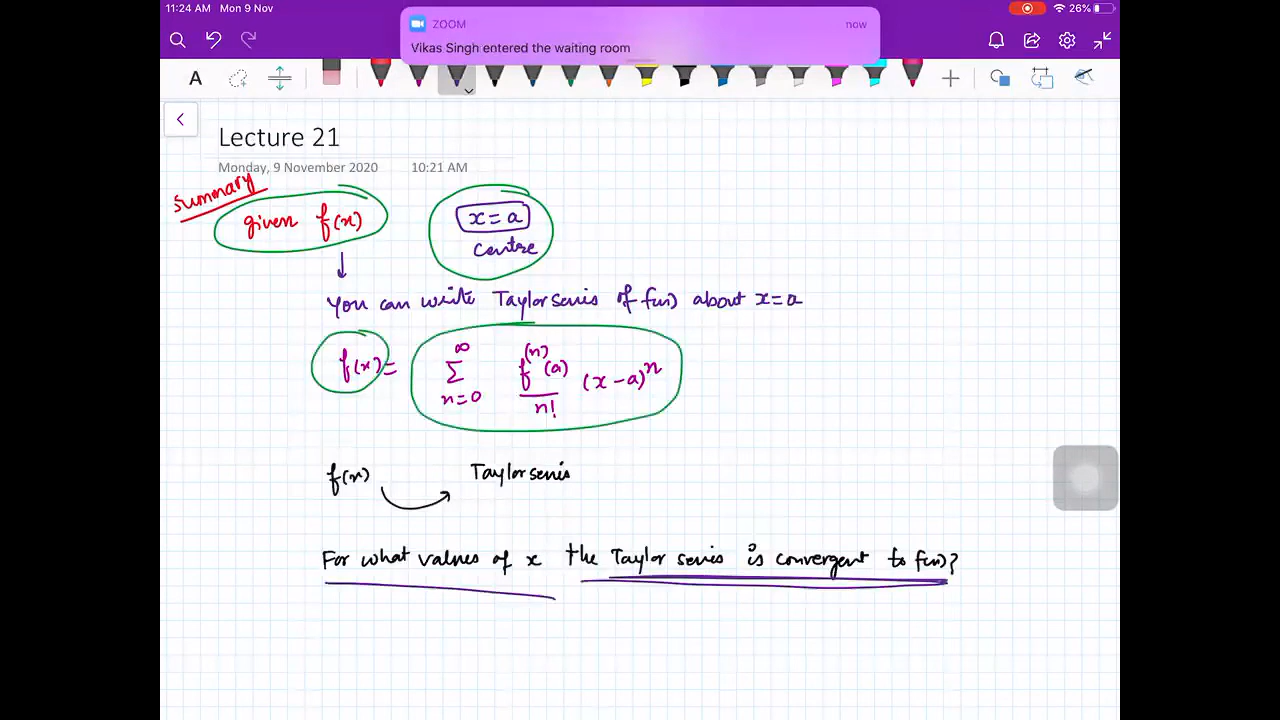 11:24 AM Mon 9 Nov
26%
ZOOM
now
Vikas Singh entered the waiting room
A
Lecture 21
Monday, 9 November 2020 10:21 AM
Summary
given f(x)
x = a
centre
You can write Taylor series of f(x) about x = a
f(x) = ∞ Σ n=0 f^(n)(a) / n! (x - a)^n
f(x) Taylor series
For what values of x the Taylor series is convergent to f(x)?